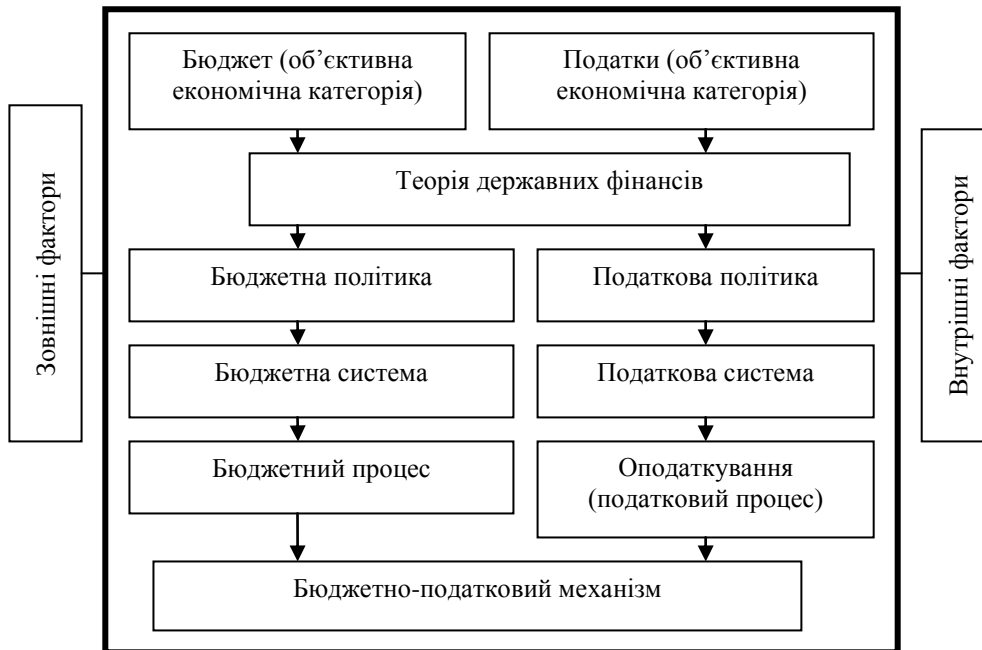 Бюджет (об’єктивна
економічна категорія)
Податки (об’єктивна
економічна категорія)
Теорія державних фінансів
Бюджетна політика
Податкова політика
Бюджетна система
Податкова система
Бюджетний процес
Оподаткування
(податковий процес)
Бюджетно-податковий механізм
Зовнішні фактори
Внутрішні фактори